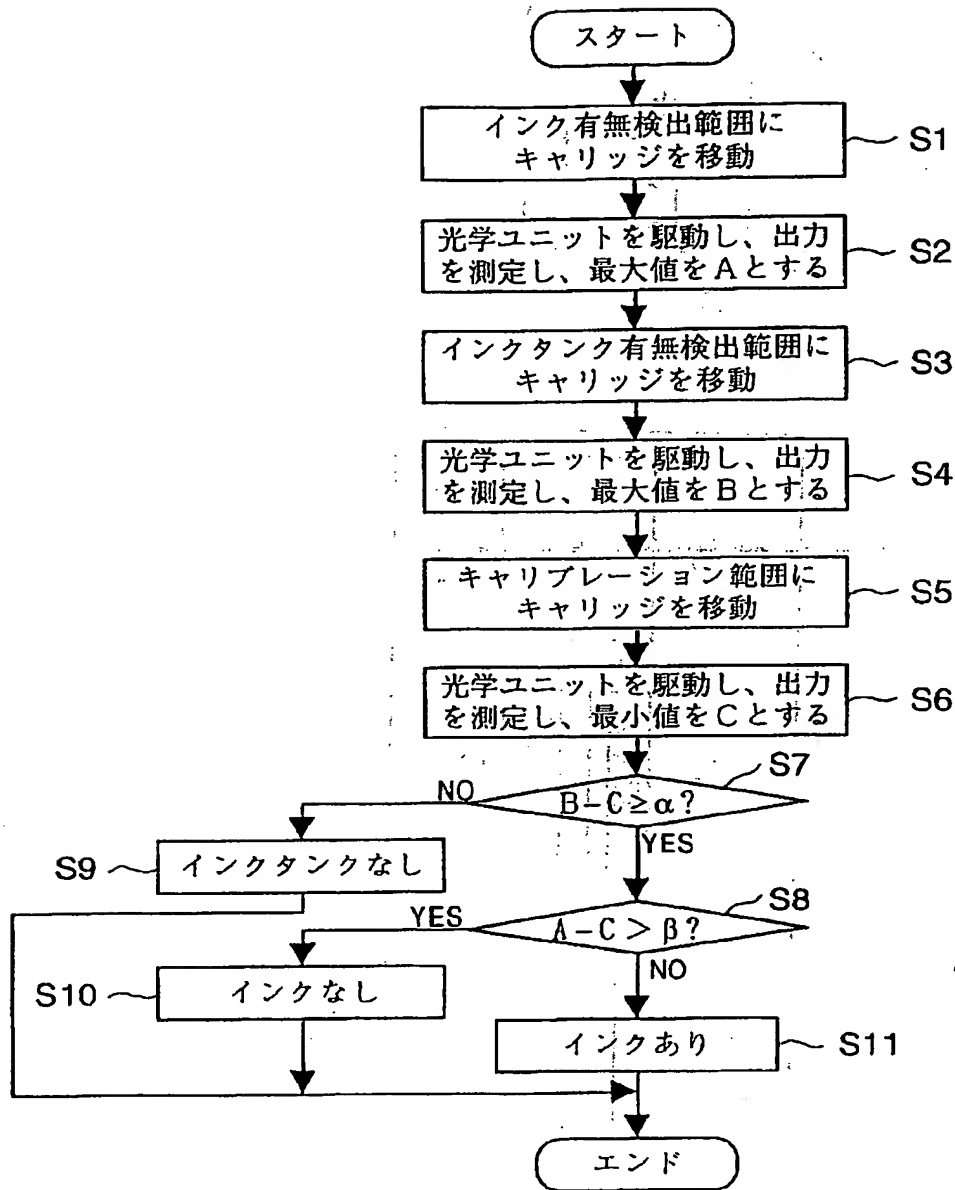 スタート
インク有無検出範囲に
キャリッジを移動
S1
光学ユニットを駆動し、出力
を測定し、最大値をAとする
S2
インクタンク有無検出範囲に
キャリッジを移動
S3
光学ユニットを駆動し、出力
を測定し、最大値をBとする
S4
キャリブレーション範囲に
キャリッジを移動
S5
光学ユニットを駆動し、出力
を測定し、最小値をCとする
S6
S7
NO
B-C≥α?
YES
S9
インクタンクなし
S8
YES
A-C>β?
NO
S10
インクなし
インクあり
S11
エンド